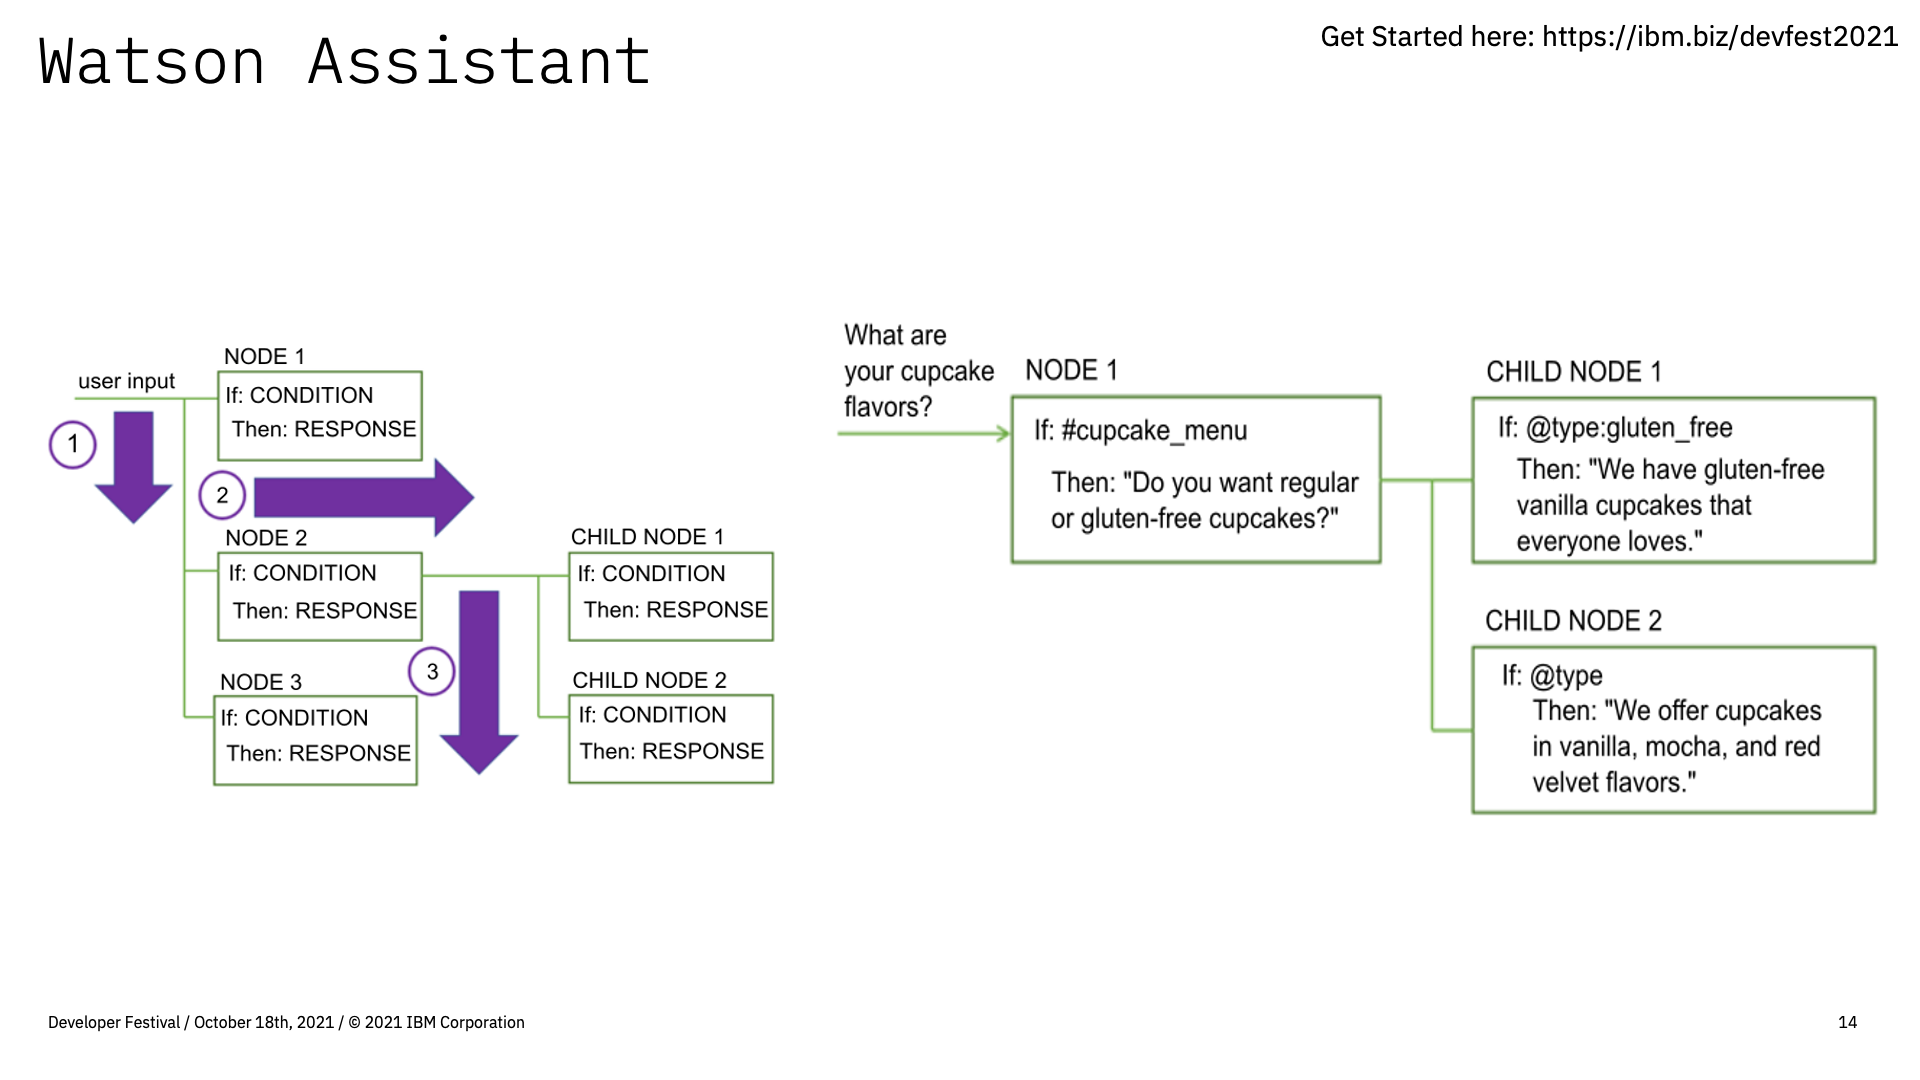 Watson Assistant
Get Started here: https://ibm.biz/devfest2021
NODE 1
user input
If: CONDITION
Then: RESPONSE
1
2
NODE 2
If: CONDITION
Then: RESPONSE
CHILD NODE 1
If: CONDITION
Then: RESPONSE
3
NODE 3
If: CONDITION
Then: RESPONSE
CHILD NODE 2
If: CONDITION
Then: RESPONSE
What are
your cupcake
flavors?
NODE 1
If: #cupcake_menu
Then: "Do you want regular
or gluten-free cupcakes?"
CHILD NODE 1
If: @type:gluten_free
Then: "We have gluten-free
vanilla cupcakes that
everyone loves."
CHILD NODE 2
If: @type
Then: "We offer cupcakes
in vanilla, mocha, and red
velvet flavors."
Developer Festival / October 18th, 2021 / © 2021 IBM Corporation
14